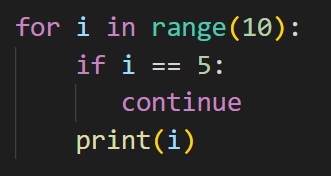 for i in range(10):
    if i == 5:
        continue
    print(i)